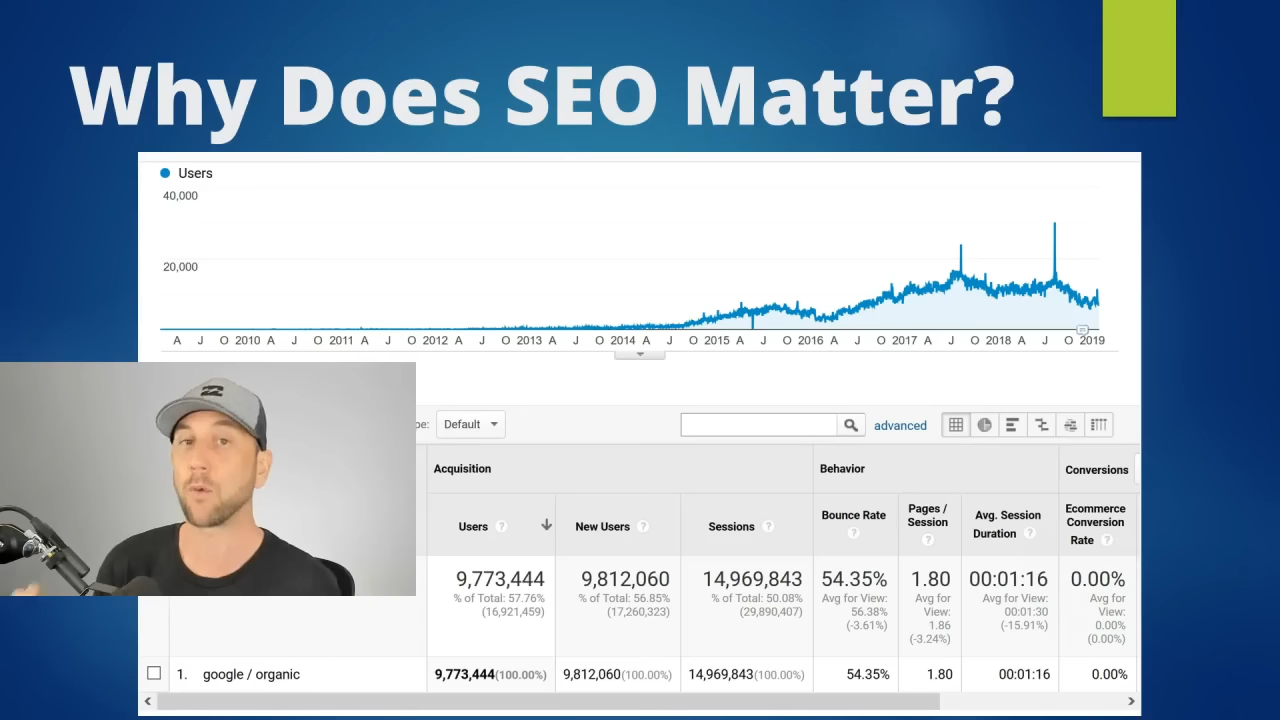 Why Does SEO Matter?
Users
40,000
20,000
A J O 2010 A J O 2011 A J O 2012 A J O 2013 A J O 2014 A J O 2015 A J O 2016 A J O 2017 A J O 2018 A J O 2019
pe: Default advanced
Acquisition Behavior Conversions
Users ? New Users ? Sessions ? Bounce Rate ? Pages / Session ? Avg. Session Duration ? Ecommerce Conversion Rate ?
9,773,444 9,812,060 14,969,843 54.35% 1.80 00:01:16 0.00%
% of Total: 57.76% (16,921,459) % of Total: 56.85% (17,260,323) % of Total: 50.08% (29,890,407) Avg for View: 56.38% (-3.61%) Avg for View: 1.86 (-3.24%) Avg for View: 00:01:30 (-15.91%) Avg for View: 0.00% (0.00%)
1. google / organic 9,773,444(100.00%) 9,812,060(100.00%) 14,969,843(100.00%) 54.35% 1.80 00:01:16 0.00%